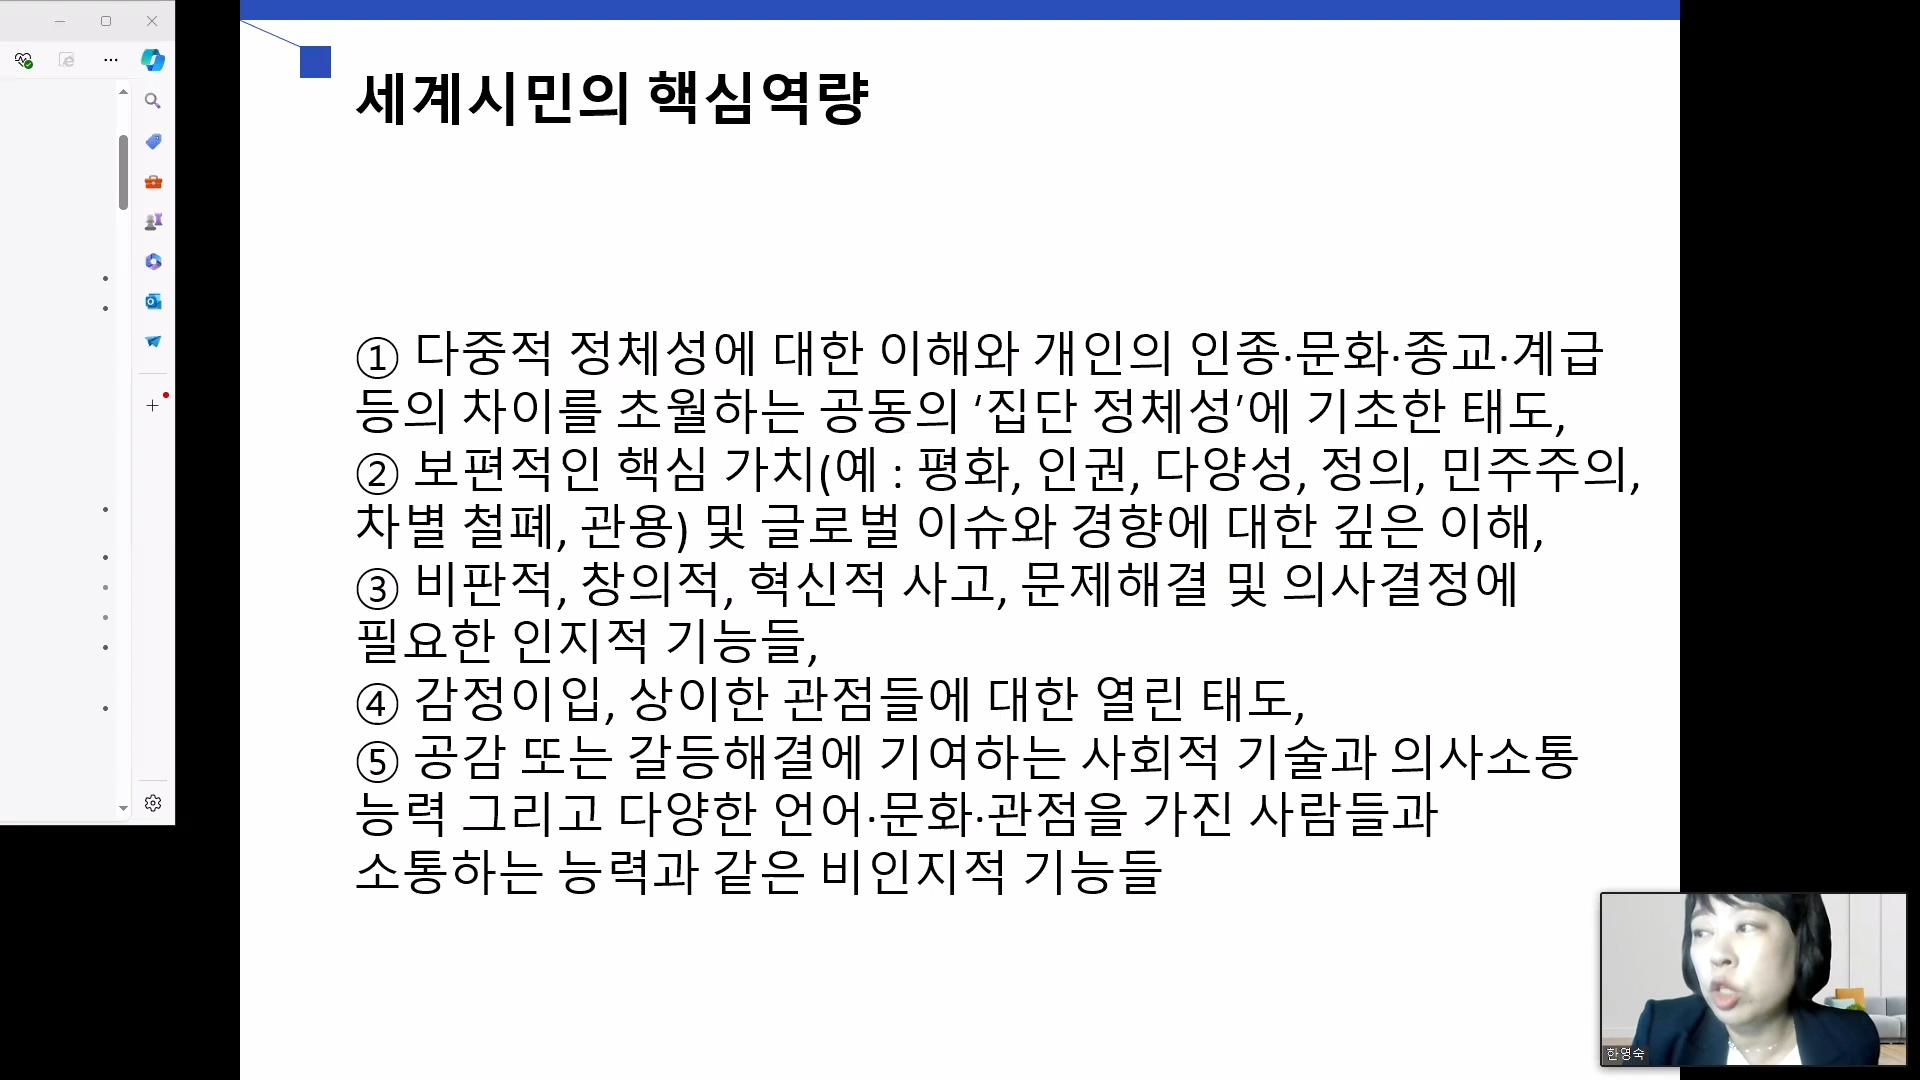 세계시민의 핵심역량
① 다중적 정체성에 대한 이해와 개인의 인종·문화·종교·계급
등의 차이를 초월하는 공동의 ‘집단 정체성’에 기초한 태도,
② 보편적인 핵심 가치(예 : 평화, 인권, 다양성, 정의, 민주주의,
차별 철폐, 관용) 및 글로벌 이슈와 경향에 대한 깊은 이해,
③ 비판적, 창의적, 혁신적 사고, 문제해결 및 의사결정에
필요한 인지적 기능들,
④ 감정이입, 상이한 관점들에 대한 열린 태도,
⑤ 공감 또는 갈등해결에 기여하는 사회적 기술과 의사소통
능력 그리고 다양한 언어·문화·관점을 가진 사람들과
소통하는 능력과 같은 비인지적 기능들
한영숙